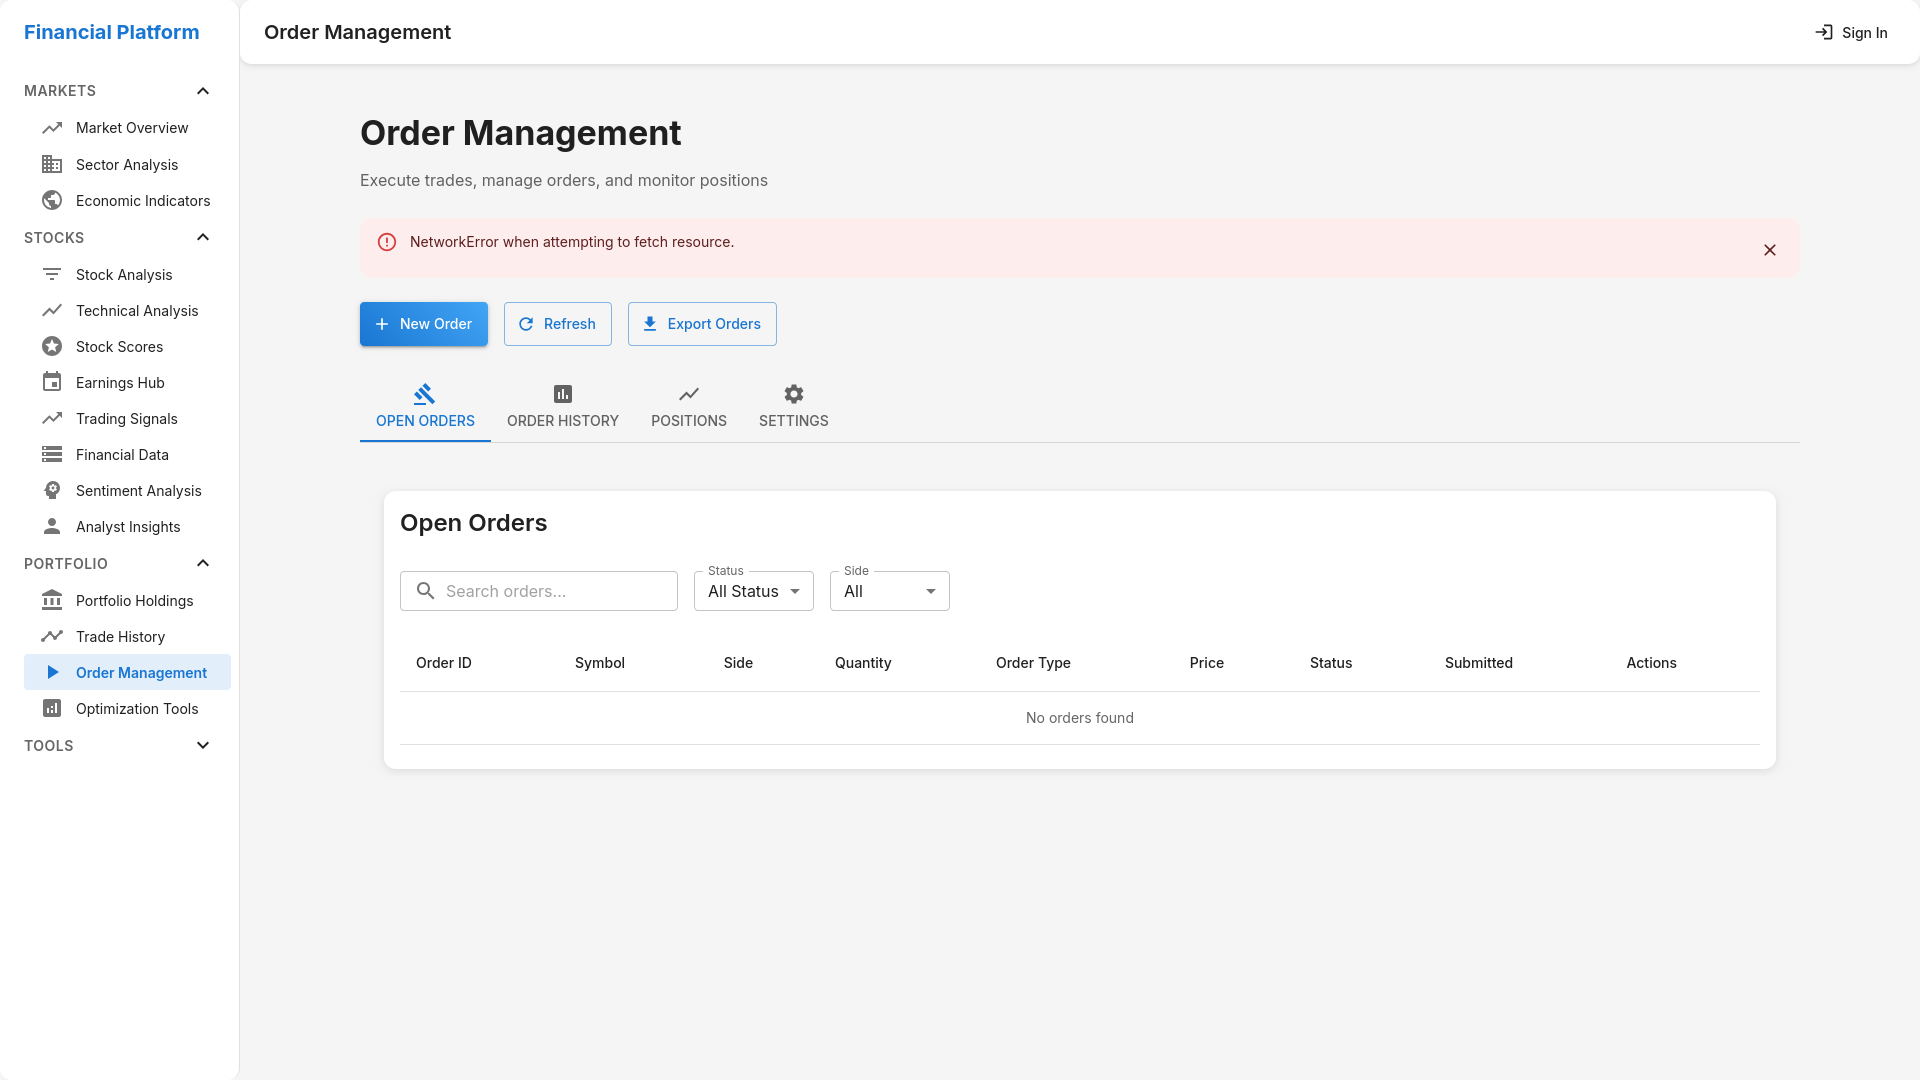 Financial Platform
MARKETS
Market Overview
Sector Analysis
Economic Indicators
STOCKS
Stock Analysis
Technical Analysis
Stock Scores
Earnings Hub
Trading Signals
Financial Data
Sentiment Analysis
Analyst Insights
PORTFOLIO
Portfolio Holdings
Trade History
Order Management
Optimization Tools
TOOLS
Order Management
Sign In
Order Management
Execute trades, manage orders, and monitor positions
NetworkError when attempting to fetch resource.
New Order
Refresh
Export Orders
OPEN ORDERS
ORDER HISTORY
POSITIONS
SETTINGS
Open Orders
Search orders...
Status
All Status
Side
All
Order ID
Symbol
Side
Quantity
Order Type
Price
Status
Submitted
Actions
No orders found